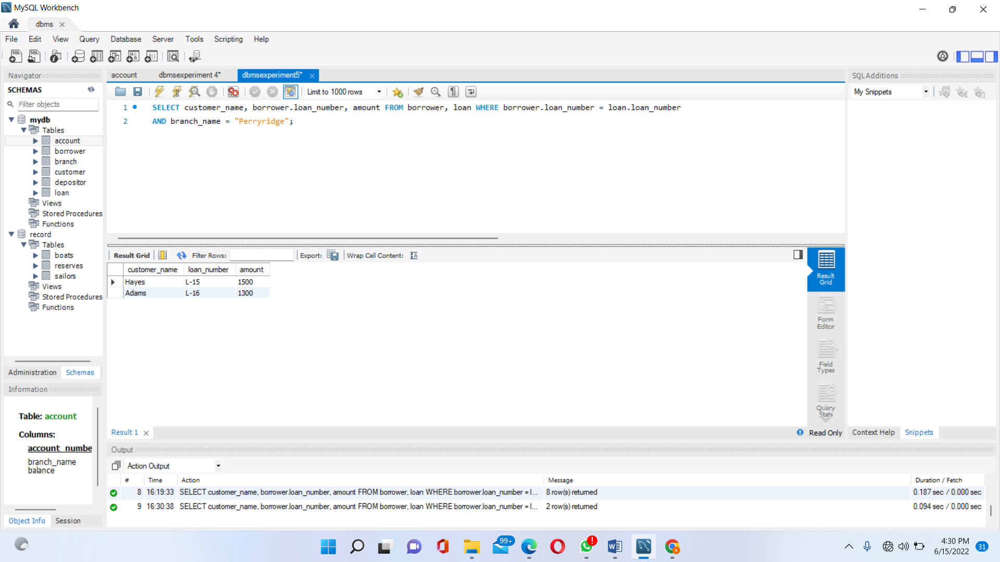 MySQL Workbench
dbms
File Edit View Query Database Server Tools Scripting Help
Navigator
SCHEMAS
Filter objects
mydb
Tables
account
borrower
branch
customer
depositor
loan
Views
Stored Procedures
Functions
record
Tables
boats
reserves
sailors
Views
Stored Procedures
Functions
Administration Schemas
Information
Table: account
Columns:
account_numbe
branch_name
balance
Object Info Session
account dbmsexperiment 4* dbmsexperiment5*
Limit to 1000 rows
1 SELECT customer_name, borrower.loan_number, amount FROM borrower, loan WHERE borrower.loan_number = loan.loan_number
2 AND branch_name = "Perryridge";
Result Grid Filter Rows: Export: Wrap Cell Content:
customer_name loan_number amount
Hayes L-15 1500
Adams L-16 1300
Result
Grid
Form
Editor
Field
Types
Query
Stats
Result 1 Read Only
SQLAdditions
My Snippets
Context Help Snippets
Output
Action Output
# Time Action Message Duration / Fetch
8 16:19:33 SELECT customer_name, borrower.loan_number, amount FROM borrower, loan WHERE borrower.loan_number = l... 8 row(s) returned 0.187 sec / 0.000 sec
9 16:30:38 SELECT customer_name, borrower.loan_number, amount FROM borrower, loan WHERE borrower.loan_number = l... 2 row(s) returned 0.094 sec / 0.000 sec
99+
4:30 PM
6/15/2022
31